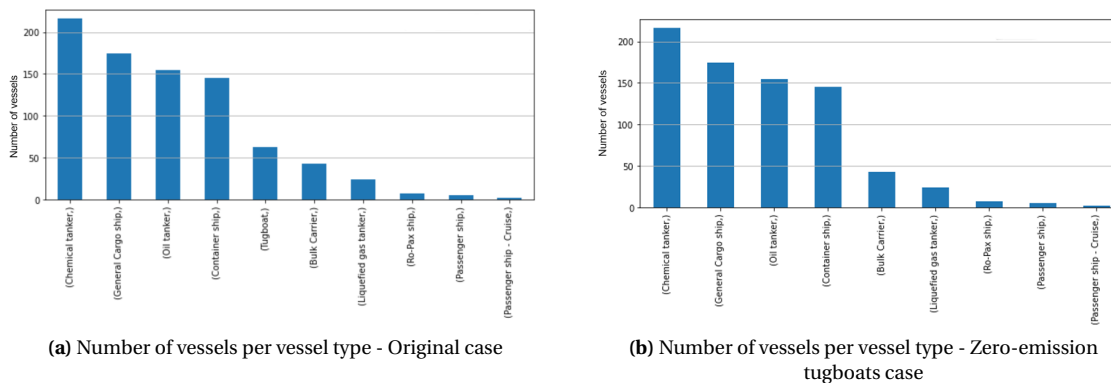 200
150
100
50
0
Number of vessels
(Chemical tanker,)
(General Cargo ship,)
(Oil tanker,)
(Container ship,)
(Tugboat,)
(Bulk Carrier,)
(Liquefied gas tanker,)
(Ro-Pax ship,)
(Passenger ship,)
(Passenger ship - Cruise,)
(a) Number of vessels per vessel type - Original case
200
150
100
50
0
Number of vessels
(Chemical tanker,)
(General Cargo ship,)
(Oil tanker,)
(Container ship,)
(Bulk Carrier,)
(Liquefied gas tanker,)
(Ro-Pax ship,)
(Passenger ship,)
(Passenger ship - Cruise,)
(b) Number of vessels per vessel type - Zero-emission
tugboats case